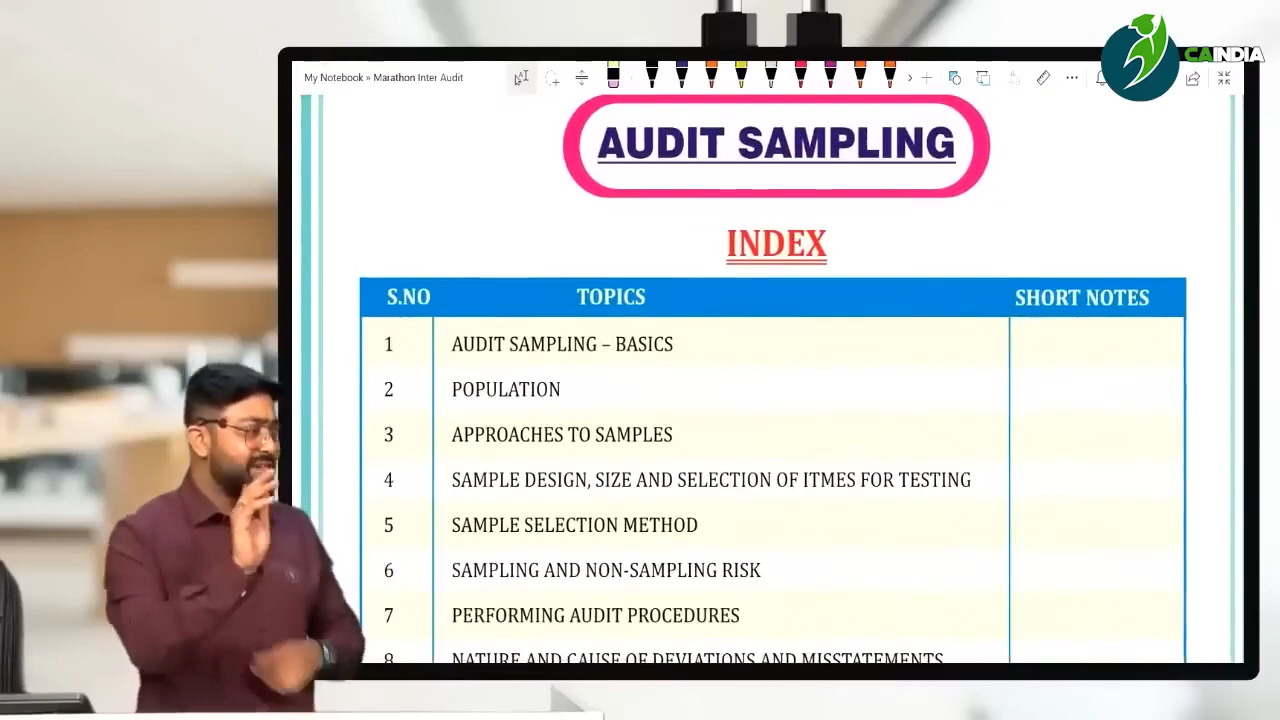 CAINDIA
My Notebook » Marathon Inter Audit
AUDIT SAMPLING
INDEX
S.NO TOPICS SHORT NOTES
1 AUDIT SAMPLING – BASICS
2 POPULATION
3 APPROACHES TO SAMPLES
4 SAMPLE DESIGN, SIZE AND SELECTION OF ITMES FOR TESTING
5 SAMPLE SELECTION METHOD
6 SAMPLING AND NON-SAMPLING RISK
7 PERFORMING AUDIT PROCEDURES
8 NATURE AND CAUSE OF DEVIATIONS AND MISSTATEMENTS